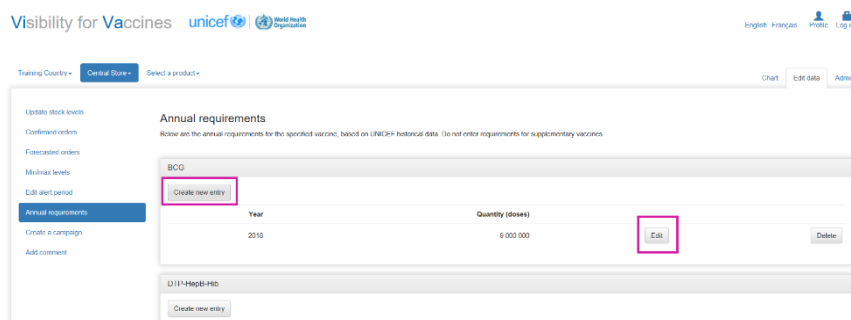 Visibility for Vaccines unicef World Health Organization
English Français Profile Log
Training Country Central Store Select a product
Chart Edit data
Update stock levels
Confirmed orders
Forecasted orders
Min/max levels
Edit alert period
Annual requirements
Create a campaign
Add comment
Annual requirements
Below are the annual requirements for the specified vaccine, based on UNICEF historical data. Do not enter requirements for supplementary vaccines.
BCG
Create new entry
Year Quantity (doses)
2018 9 000 000 Edit Delete
DTP-HepB-Hib
Create new entry